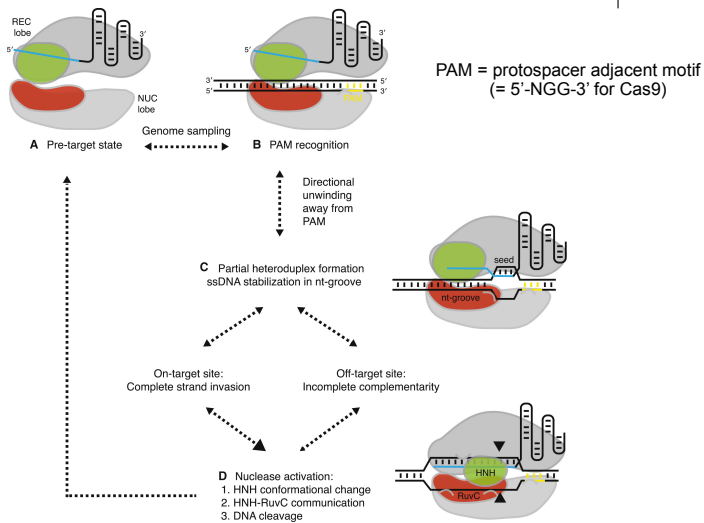 REC
lobe
5′
3′
NUC
lobe
A Pre-target state
Genome sampling
5′
3′
3′
5′
5′
3′
PAM
B PAM recognition
PAM = protospacer adjacent motif
(= 5’-NGG-3’ for Cas9)
Directional
unwinding
away from
PAM
C Partial heteroduplex formation
ssDNA stabilization in nt-groove
seed
nt-groove
On-target site:
Complete strand invasion
Off-target site:
Incomplete complementarity
D Nuclease activation:
1. HNH conformational change
2. HNH-RuvC communication
3. DNA cleavage
HNH
RuvC